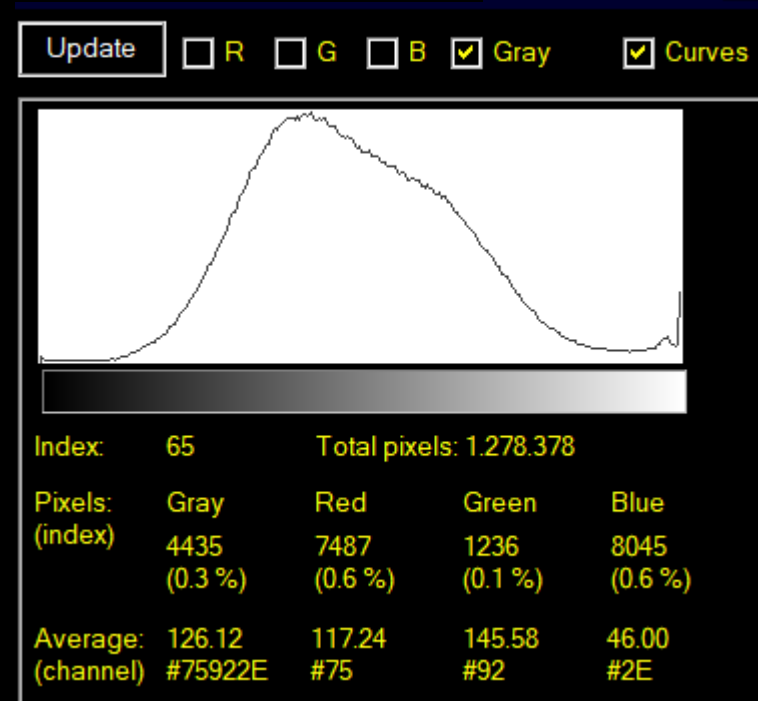 Update R G B Gray Curves
Index: 65 Total pixels: 1.278.378
Pixels: Gray Red Green Blue
(index)
4435 7487 1236 8045
(0.3 %) (0.6 %) (0.1 %) (0.6 %)
Average: 126.12 117.24 145.58 46.00
(channel) #75922E #75 #92 #2E